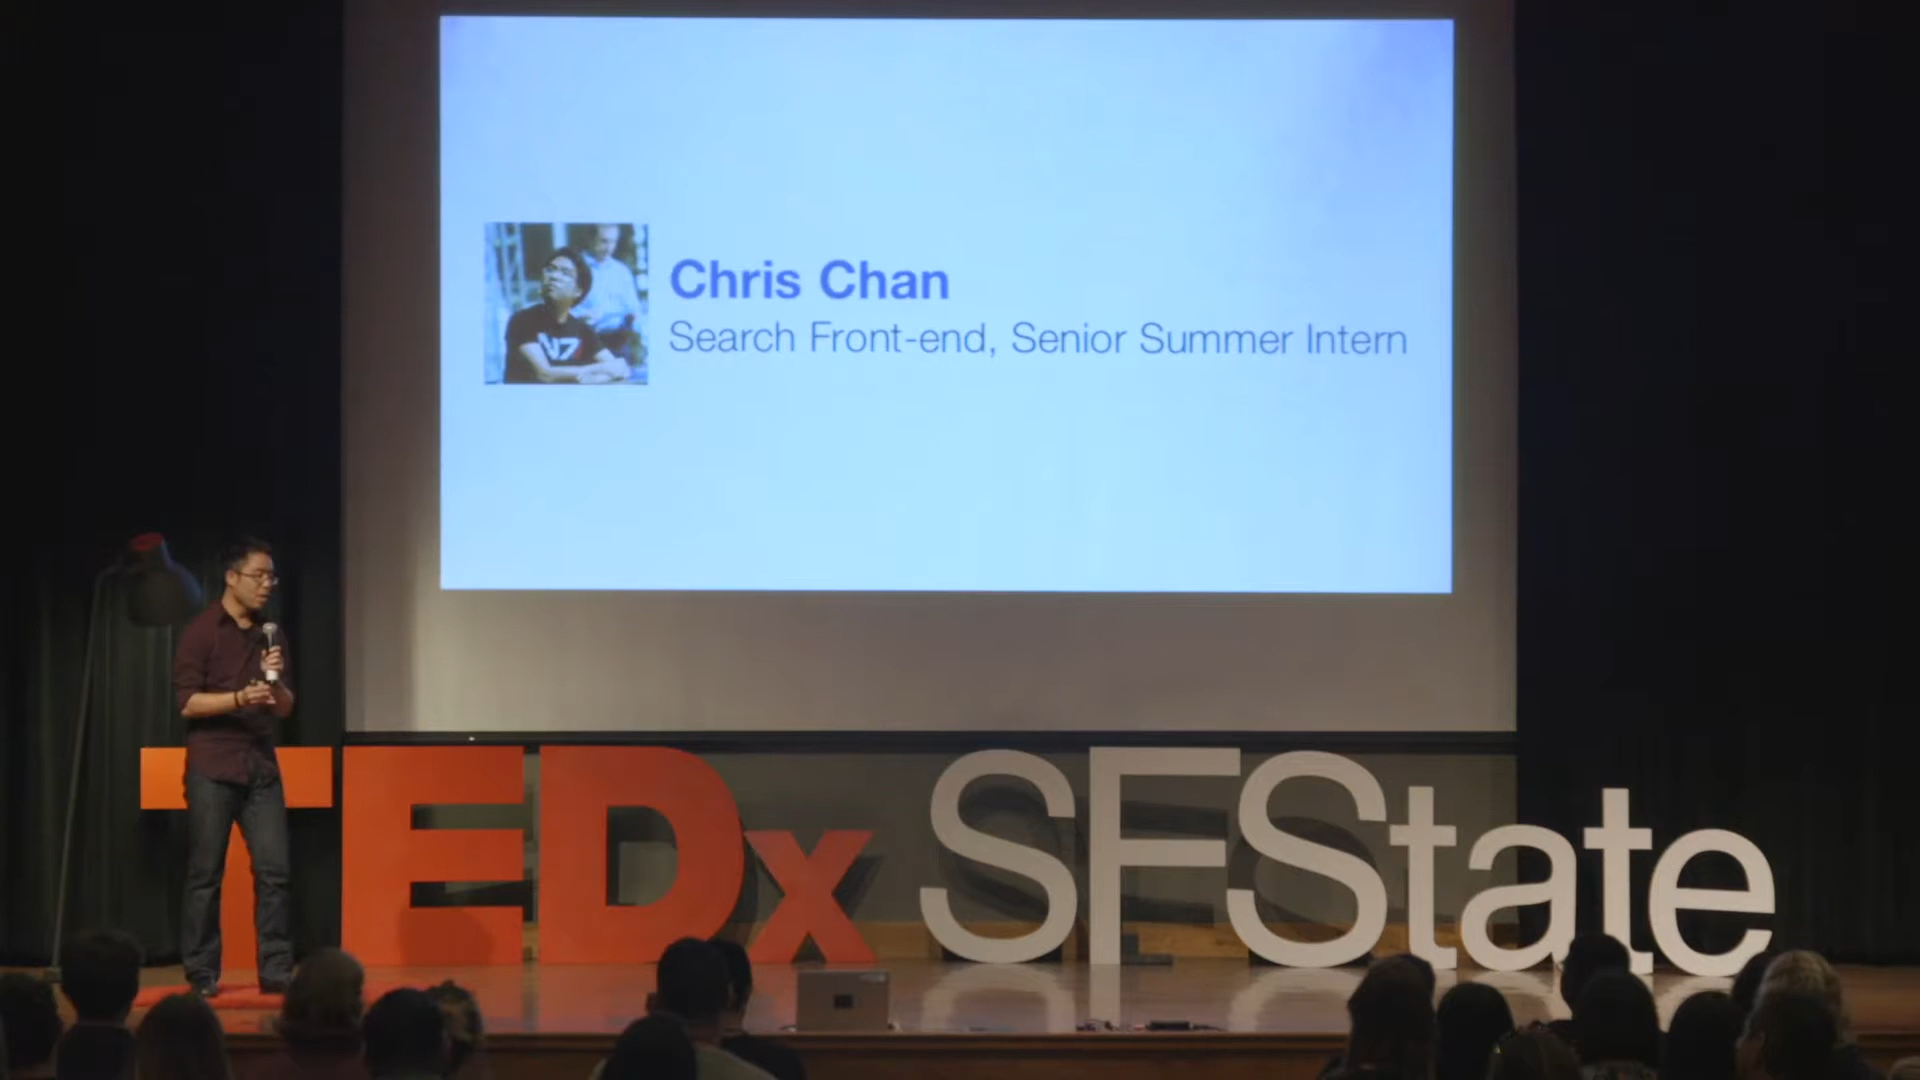 Chris Chan
Search Front-end, Senior Summer Intern
N7
TEDx SFState